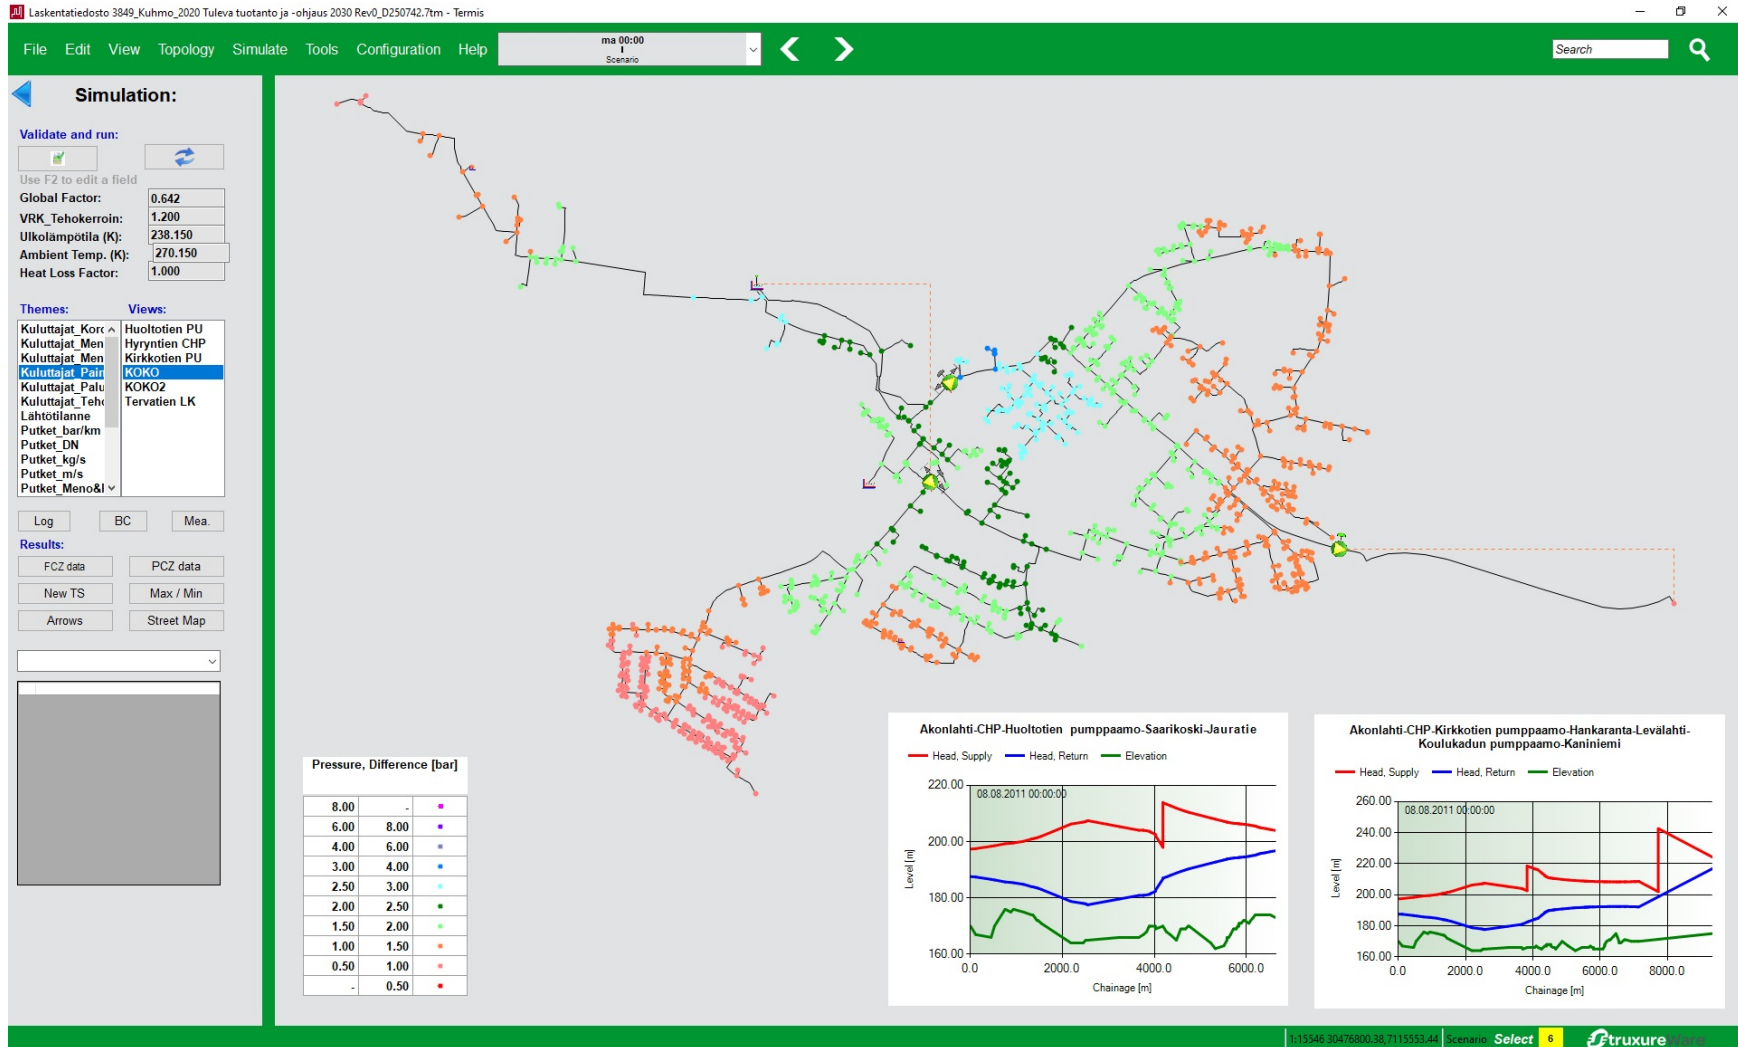 Laskentatiedosto 3849_Kuhmo_2020 Tuleva tuotanto ja -ohjaus 2030 Rev0_D250742.7tm - Termis
File Edit View Topology Simulate Tools Configuration Help
ma 00:00
Scenario
Search
Simulation:
Validate and run:
Use F2 to edit a field
Global Factor: 0.642
VRK_Tehokerroin: 1.200
Ulkolämpötila (K): 238.150
Ambient Temp. (K): 270.150
Heat Loss Factor: 1.000
Themes: Views:
Kuluttajat_Korc Huoltotien PU
Kuluttajat_Men Hyryntien CHP
Kuluttajat_Men Kirkkotien PU
Kuluttajat_Pain KOKO
Kuluttajat_Palu KOKO2
Kuluttajat_Teho Tervatien LK
Lähtötilanne
Putket_bar/km
Putket_DN
Putket_kg/s
Putket_m/s
Putket_Meno&l
Log BC Mea.
Results:
FCZ data PCZ data
New TS Max / Min
Arrows Street Map
Pressure, Difference [bar]
8.00 -
6.00 8.00
4.00 6.00
3.00 4.00
2.50 3.00
2.00 2.50
1.50 2.00
1.00 1.50
0.50 1.00
- 0.50
Akonlahti-CHP-Huoltotien pumppaamo-Saarikoski-Jauratie
Head, Supply Head, Return Elevation
220.00
08.08.2011 00:00:00
200.00
Level [m]
180.00
160.00
0.0 2000.0 4000.0 6000.0
Chainage [m]
Akonlahti-CHP-Kirkkotien pumppaamo-Hankaranta-Levälahti-
Koulukadun pumppaamo-Kaniniemi
Head, Supply Head, Return Elevation
260.00
08.08.2011 00:00:00
240.00
220.00
Level [m]
200.00
180.00
160.00
0.0 2000.0 4000.0 6000.0 8000.0
Chainage [m]
1:15546 30476800.38,7115553.44 Scenario Select 6 StruxureWare